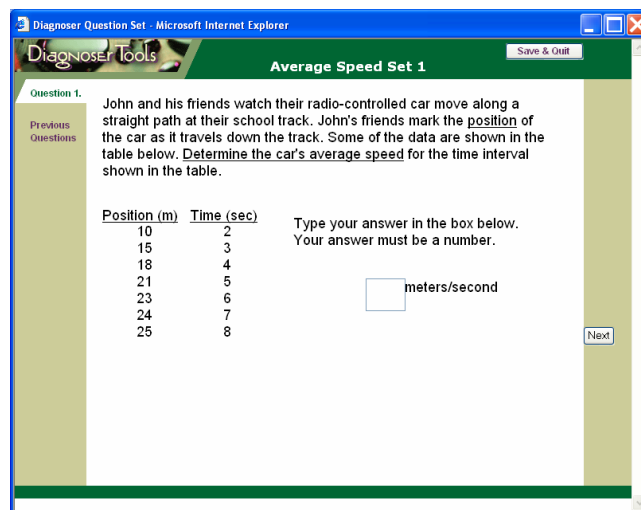 Diagnoser Question Set - Microsoft Internet Explorer
Diagnoser Tools
Save & Quit
Average Speed Set 1
Question 1.
Previous
Questions
John and his friends watch their radio-controlled car move along a
straight path at their school track. John's friends mark the position of
the car as it travels down the track. Some of the data are shown in the
table below. Determine the car's average speed for the time interval
shown in the table.
Position (m) Time (sec)
10 2
15 3
18 4
21 5
23 6
24 7
25 8
Type your answer in the box below.
Your answer must be a number.
meters/second
Next